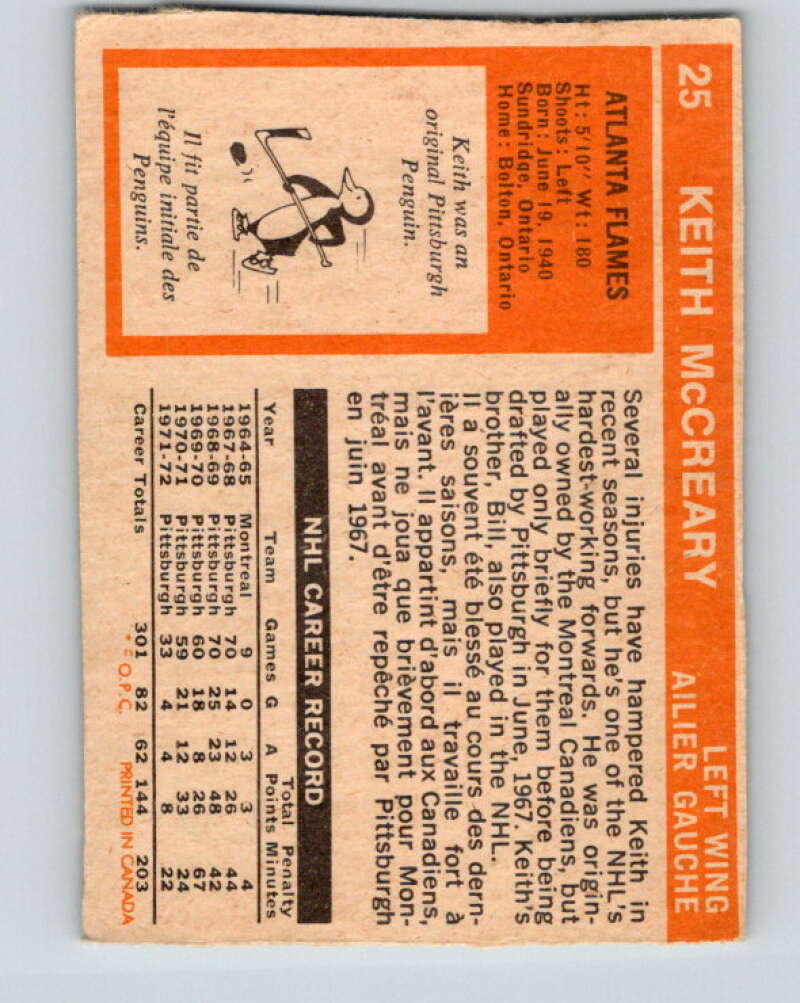 25 KEITH McCREARY LEFT WING
AILIER GAUCHE
ATLANTA FLAMES
Ht: 5'10" Wt: 180
Shoots: Left
Born: June 19, 1940
Sundridge, Ontario
Home: Bolton, Ontario
Keith was an
original Pittsburgh
Penguin.
Il fit partie de
l'équipe initiale des
Penguins.
Several injuries have hampered Keith in
recent seasons, but he's one of the NHL's
hardest-working forwards. He was origin-
ally owned by the Montreal Canadiens, but
played only briefly for them before being
drafted by Pittsburgh in June, 1967. Keith's
brother, Bill, also played in the NHL.
Il a souvent été blessé au cours des dern-
ières saisons, mais il travaille fort à
l'avant. Il appartint d'abord aux Canadiens,
mais ne joua que brièvement pour Mon-
tréal avant d'être repêché par Pittsburgh
en juin 1967.
NHL CAREER RECORD
Total Penalty
Year Team Games G A Points Minutes
1964-65 Montreal 9 0 3 3 4
1967-68 Pittsburgh 70 14 12 26 44
1968-69 Pittsburgh 70 25 23 48 42
1969-70 Pittsburgh 60 18 8 26 67
1970-71 Pittsburgh 59 21 12 33 24
1971-72 Pittsburgh 33 4 4 8 22
Career Totals 301 82 62 144 203
* © O.P.C. PRINTED IN CANADA